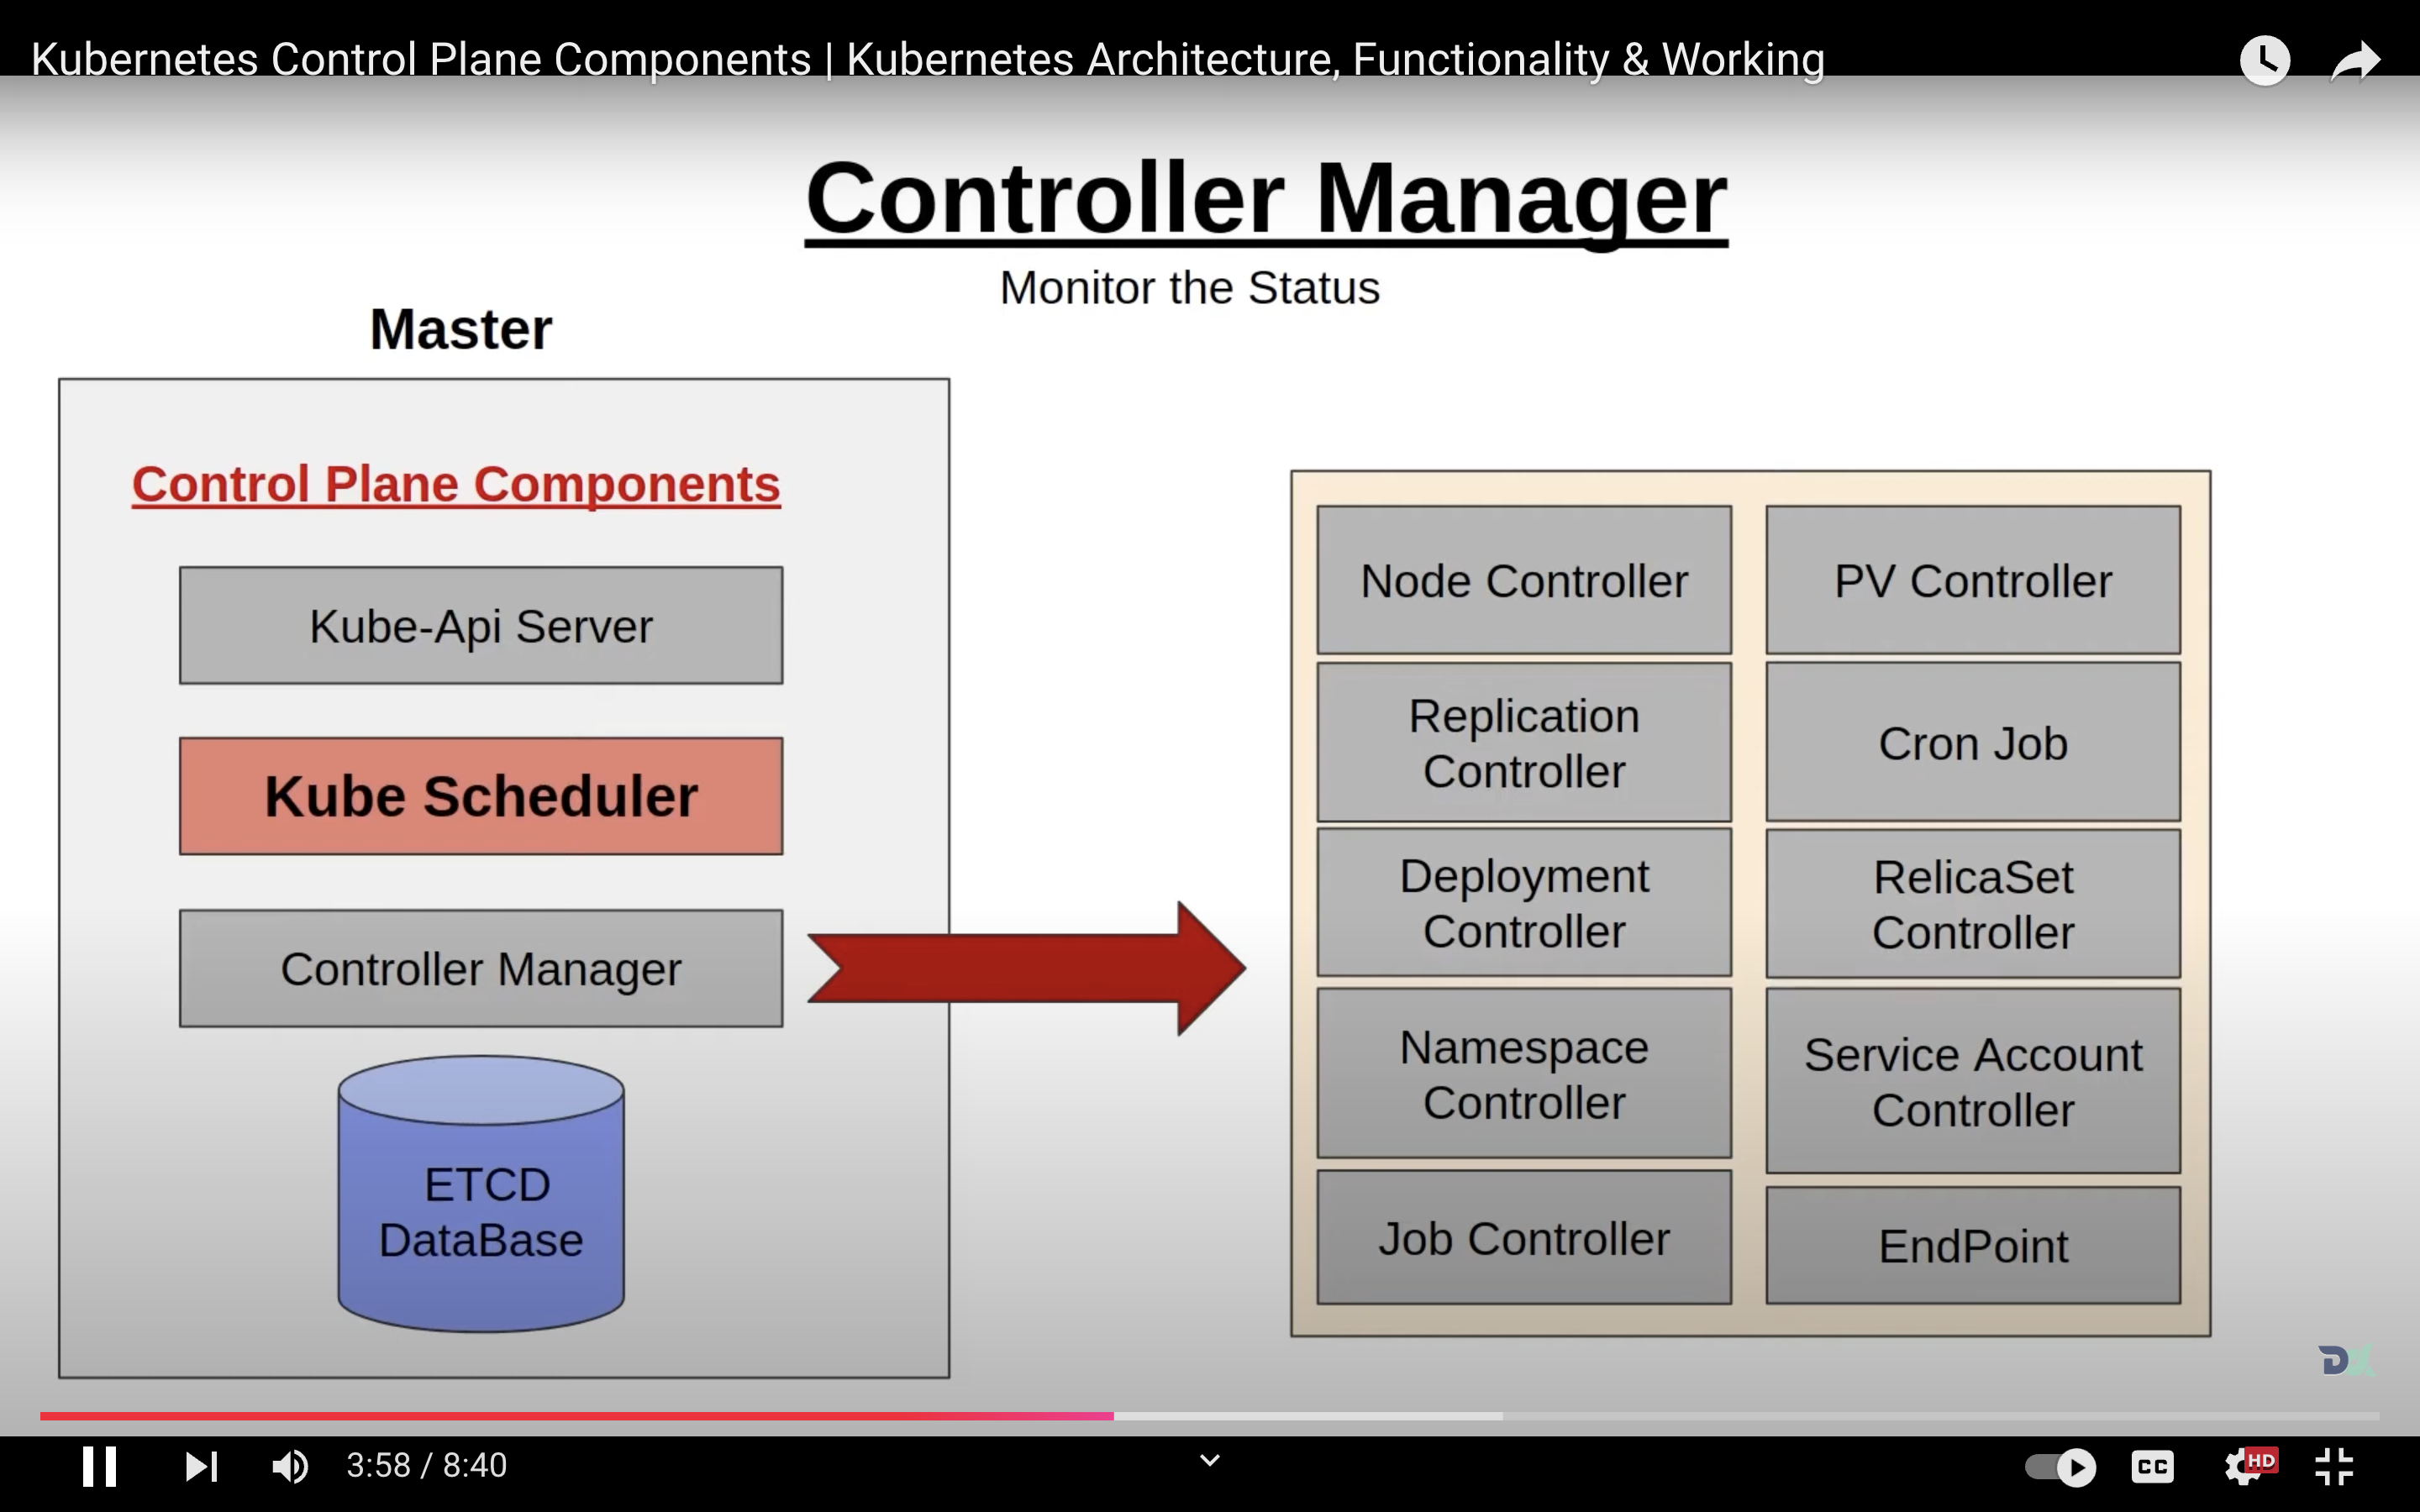 Kubernetes Control Plane Components | Kubernetes Architecture, Functionality & Working
Controller Manager
Monitor the Status
Master
Control Plane Components
Kube-Api Server
Kube Scheduler
Controller Manager
ETCD
DataBase
Node Controller
PV Controller
Replication
Controller
Cron Job
Deployment
Controller
RelicaSet
Controller
Namespace
Controller
Service Account
Controller
Job Controller
EndPoint
DX
3:58 / 8:40
CC
HD